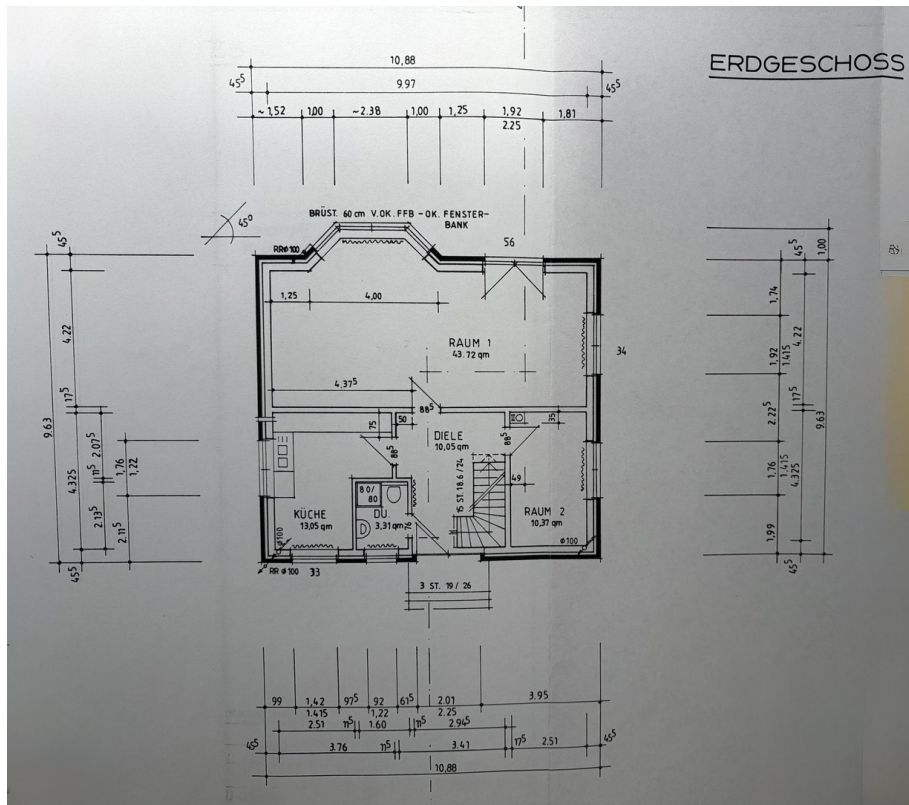 ERDGESCHOSS
10,88
45⁵ 9.97 45⁵
~1,52 1,00 ~2.38 1,00 1,25 1,92 1,81
2.25
45°
BRÜST. 60 cm V.OK.FFB - OK. FENSTER-
BANK
RR Ø 100
56
1,25 4,00
RAUM 1
43.72 qm
34
4.37⁵
88⁵
50
75
35
DIELE
10,05 qm
88⁵
88⁵
49
15 ST. 18.6 / 24
80/
80
KÜCHE
13,05 qm
DU.
3,31 qm
76
RAUM 2
10,37 qm
Ø100
Ø100
RR Ø 100
33
3 ST. 19 / 26
45⁵
4.22
17⁵
9.63
4.325
2.07⁵
11⁵
2.13⁵
1,76
1,22
2.11⁵
45⁵
1,00
45⁵
1,74
4.22
1,92
1.415
17⁵
2.22⁵
9.63
1,76
1.415
4.325
1,99
45⁵
99 1,42 97⁵ 92 61⁵ 2.01 3.95
1.415 1,22 2.25
2.51 11⁵ 1.60 11⁵ 2.94⁵
45⁵ 3.76 11⁵ 3.41 17⁵ 2.51 45⁵
10,88